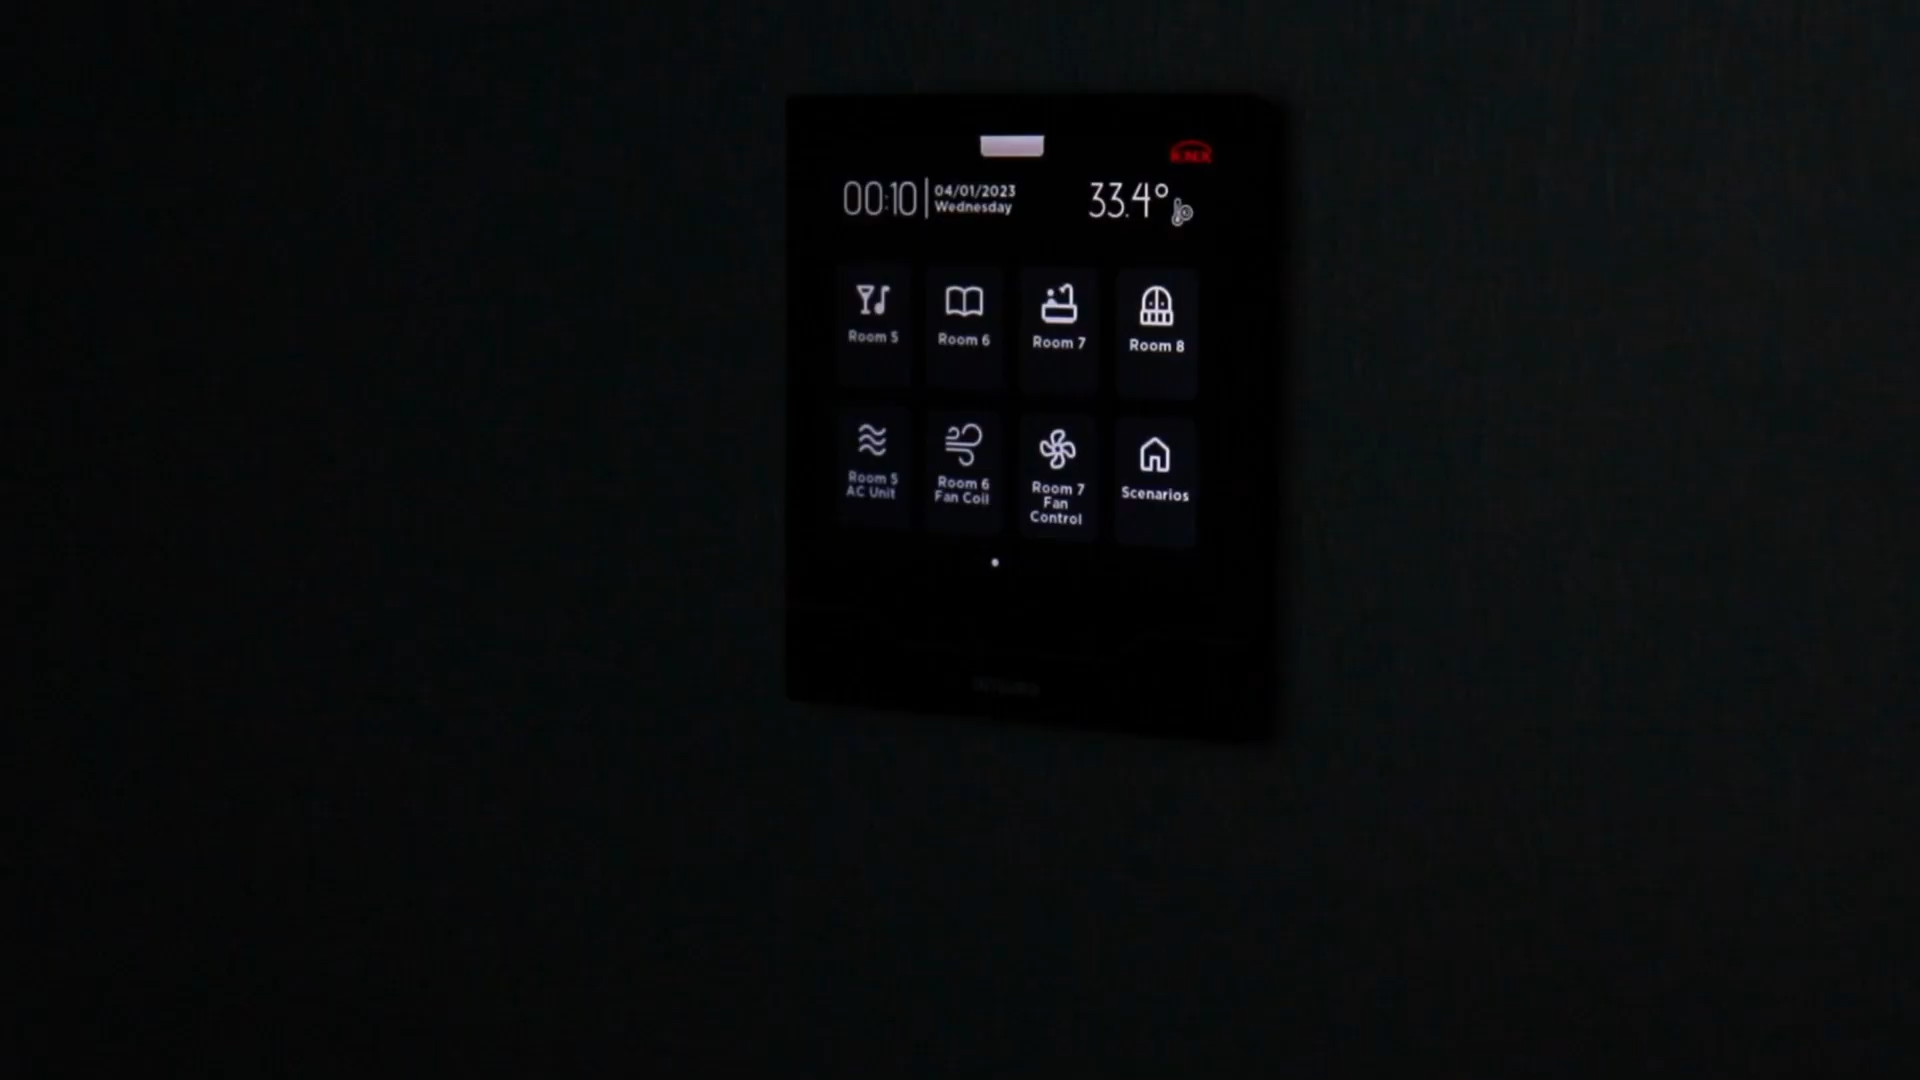 KNX
00:10
04/01/2023
Wednesday
33.4°
Room 5
Room 6
Room 7
Room 8
Room 5
AC Unit
Room 6
Fan Coil
Room 7
Fan
Control
Scenarios